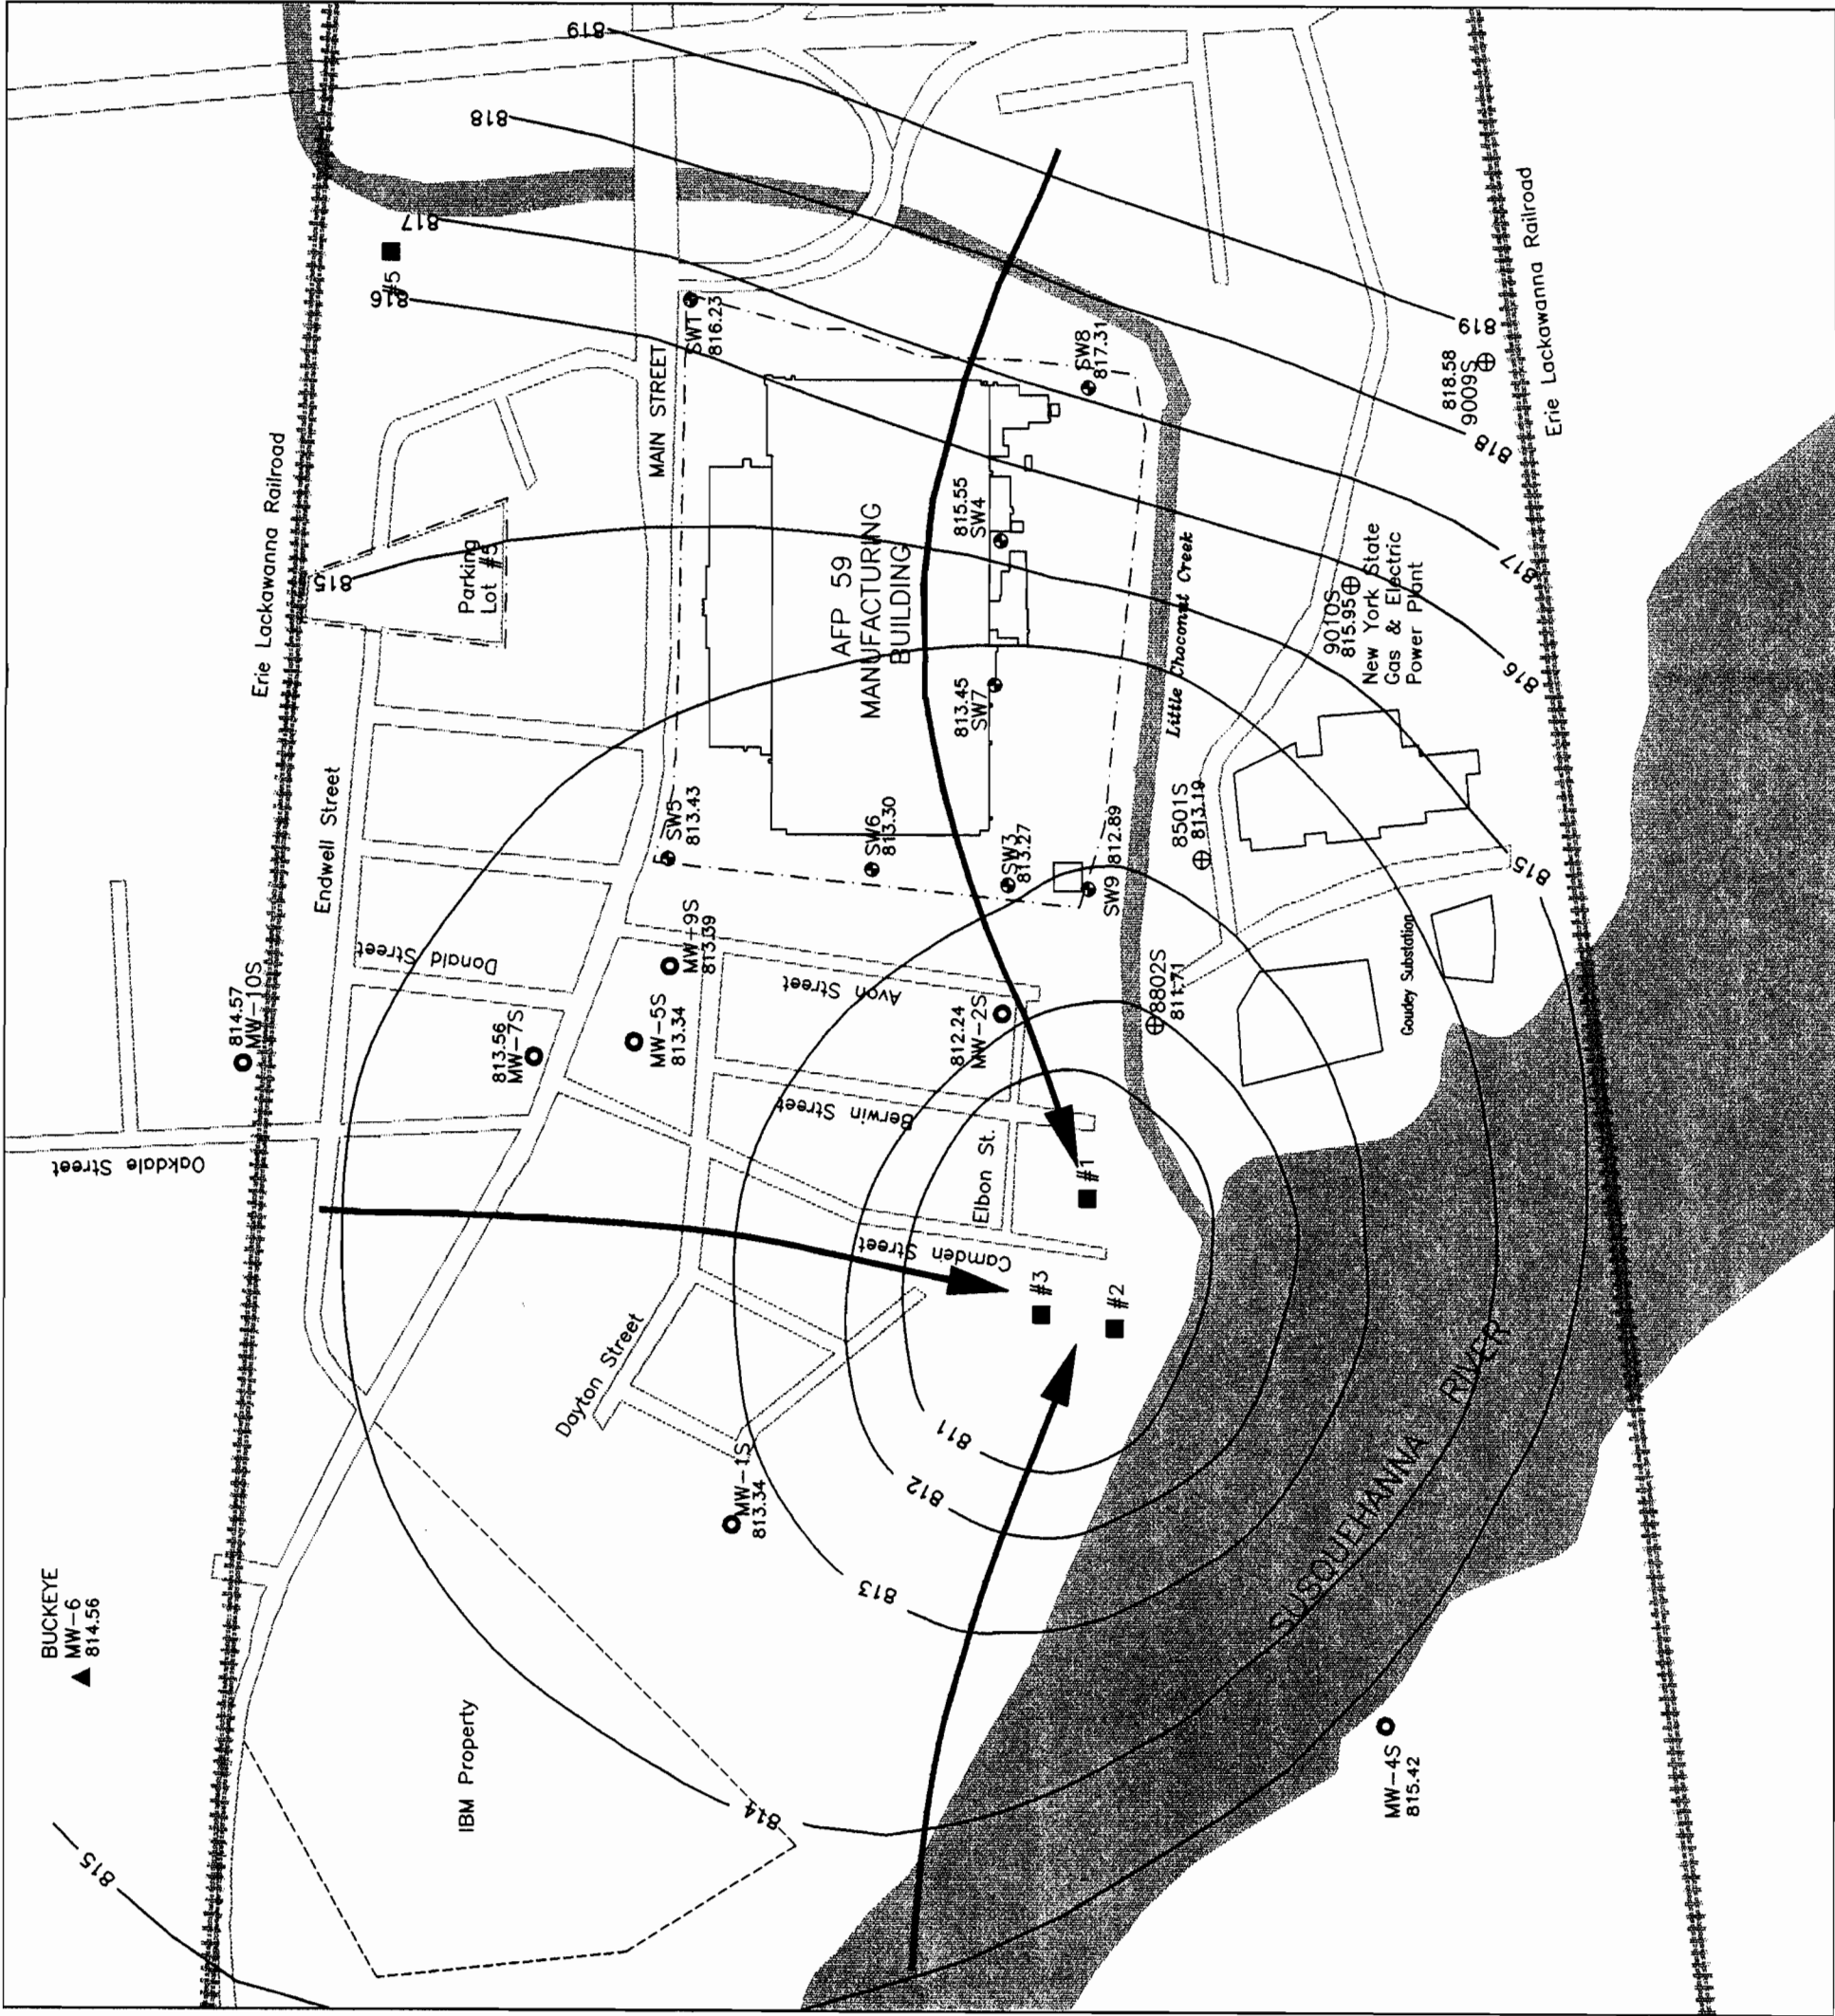 BUCKEYE
MW-6
814.56
815
IBM Property
Erie Lackawanna Railroad
Endwell Street
Oakdale Street
814.57
MW-10S
Donald Street
813.56
MW-7S
MW-5S
813.34
MW-9S
813.39
Dayton Street
MW-1S
813.34
Avon Street
Berwin Street
Elbon St.
Camden Street
812.24
MW-2S
#1
#2
#3
811
812
813
814
SUSQUEHANNA RIVER
MW-4S
815.42
Parking
Lot #5
815
MAIN STREET
#5
816
817
818
819
SW1
816.23
SW5
813.43
SW6
813.30
SW3
813.27
SW9 812.89
AFP 59
MANUFACTURING
BUILDING
813.45
SW7
815.55
SW4
SW8
817.31
Little Choconut Creek
8501S
813.19
8802S
811.71
Goudey Substation
9010S
815.95
New York State
Gas & Electric
Power Plant
818.58
9009S
815
816
817
818
819
Erie Lackawanna Railroad